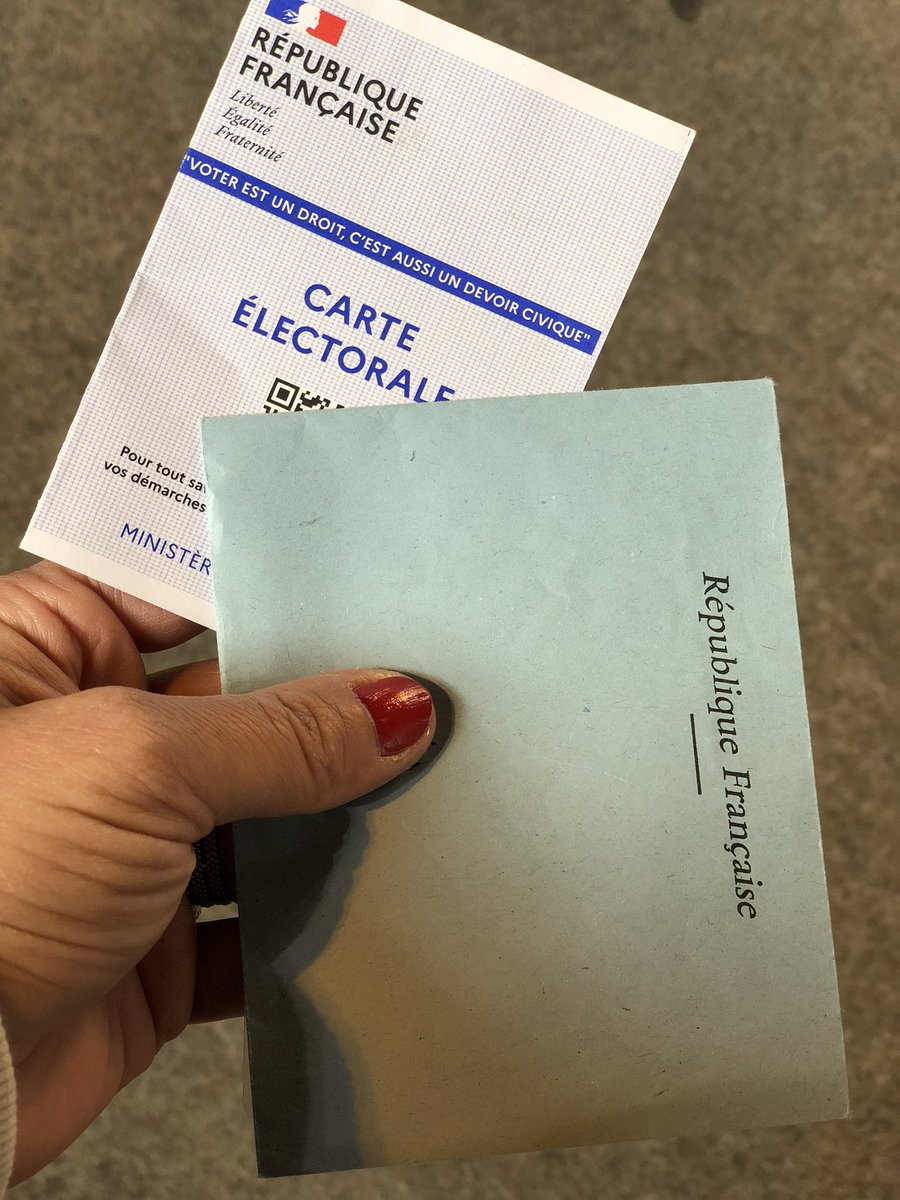 RÉPUBLIQUE
FRANÇAISE
Liberté
Égalité
Fraternité
"VOTER EST UN DROIT, C'EST AUSSI UN DEVOIR CIVIQUE"
CARTE
ÉLECTORALE
Pour tout
vos démarches
République Française